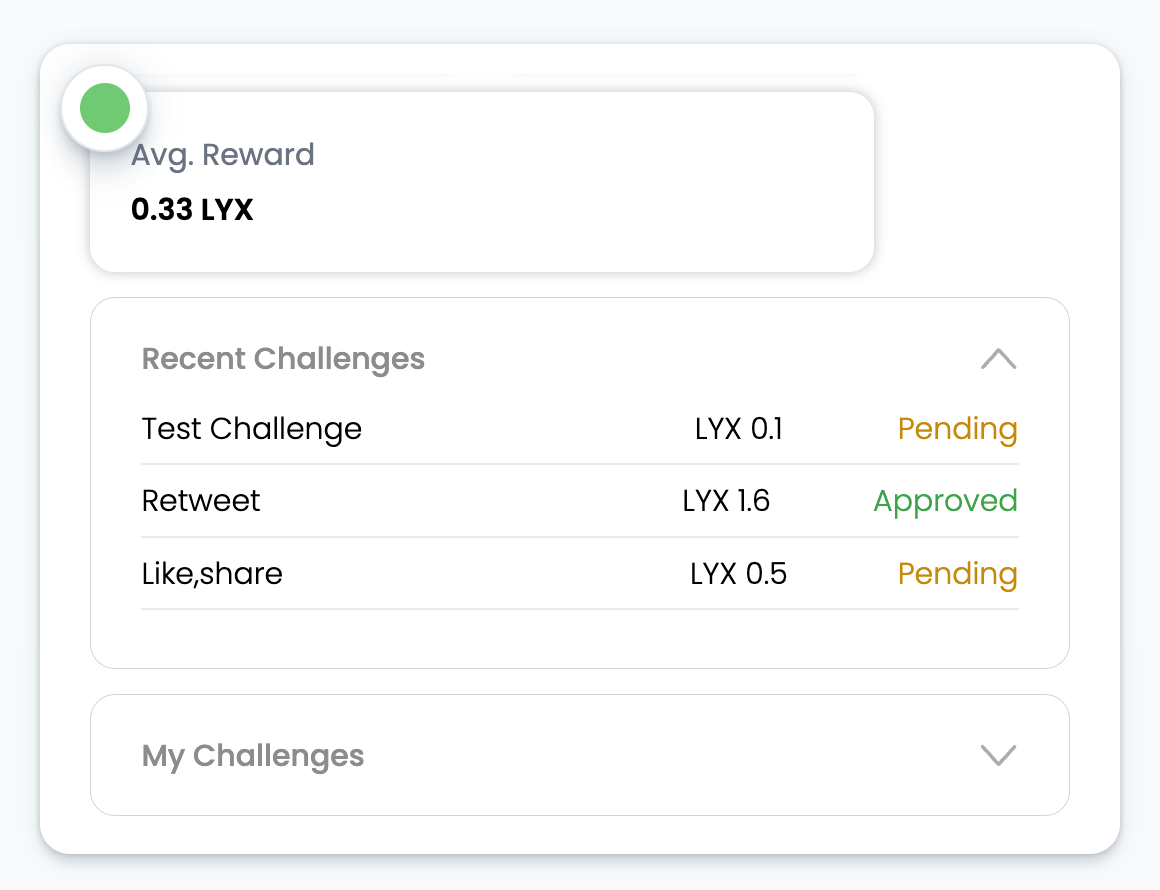 Avg. Reward
0.33 LYX
Recent Challenges
Test Challenge LYX 0.1 Pending
Retweet LYX 1.6 Approved
Like,share LYX 0.5 Pending
My Challenges